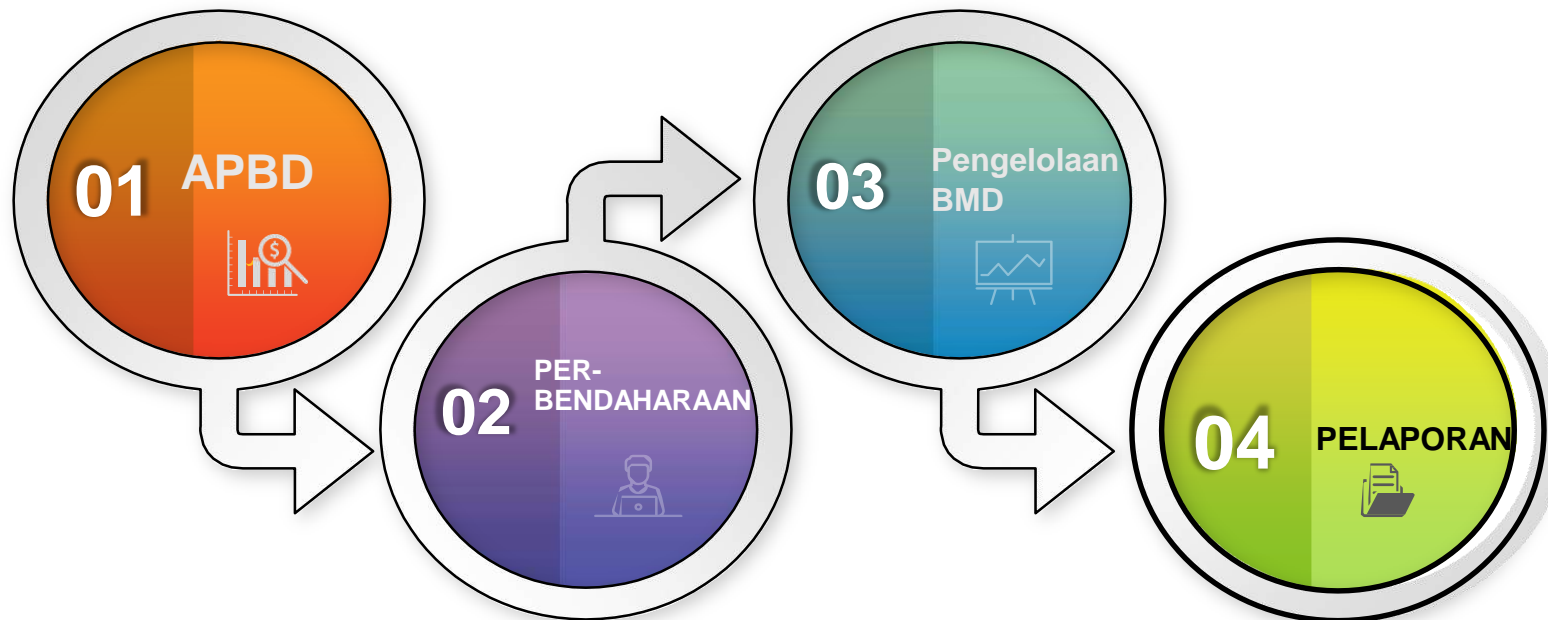 01
APBD
02
PER-
BENDAHARAAN
03
Pengelolaan
BMD
04
PELAPORAN